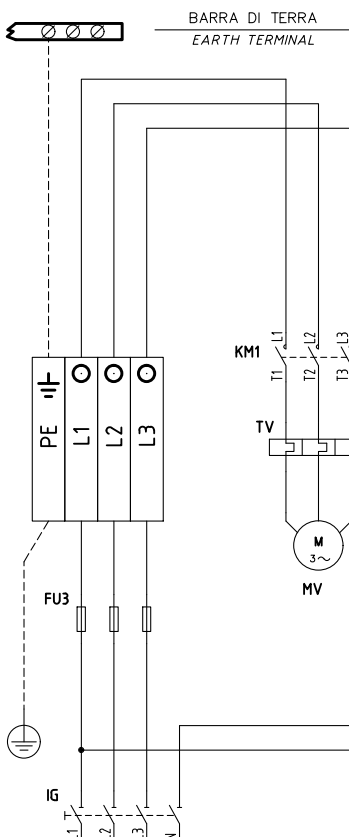 BARRA DI TERRA
EARTH TERMINAL
KM1
L1
L2
L3
T1
T2
T3
TV
PE
L1
L2
L3
M
3~
MV
FU3
IG
L1
L2
L3
N